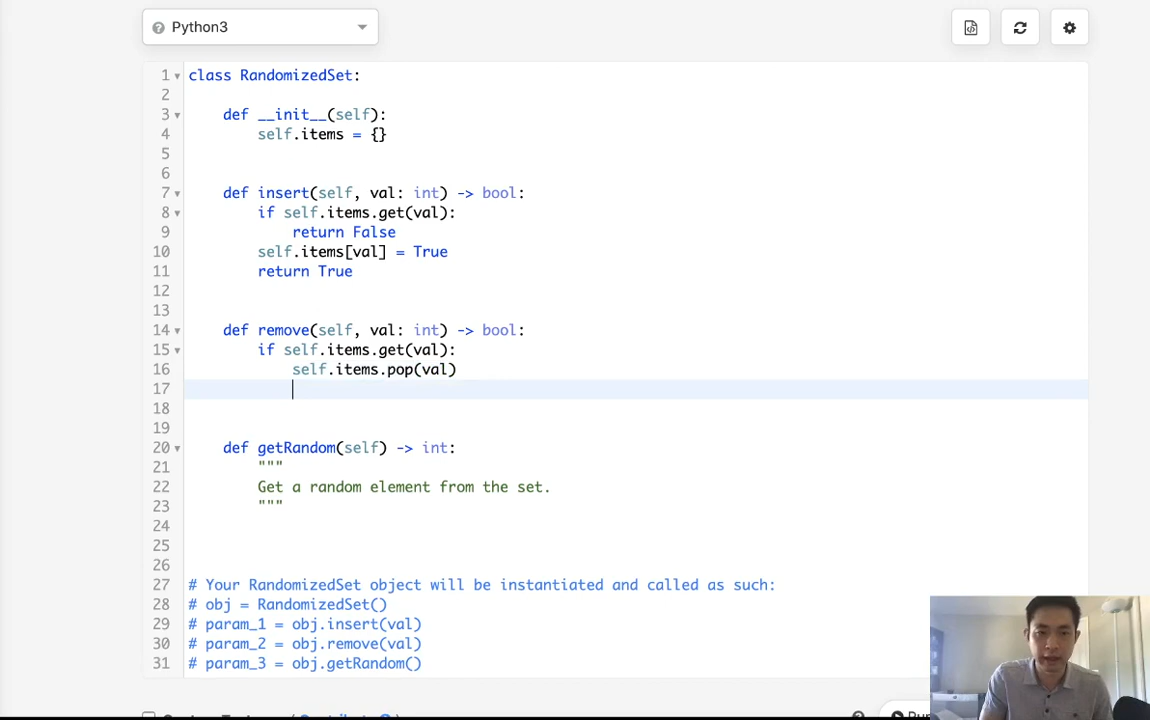 Python3
1 class RandomizedSet:
2
3 def __init__(self):
4 self.items = {}
5
6
7 def insert(self, val: int) -> bool:
8 if self.items.get(val):
9 return False
10 self.items[val] = True
11 return True
12
13
14 def remove(self, val: int) -> bool:
15 if self.items.get(val):
16 self.items.pop(val)
17
18
19
20 def getRandom(self) -> int:
21 """
22 Get a random element from the set.
23 """
24
25
26
27 # Your RandomizedSet object will be instantiated and called as such:
28 # obj = RandomizedSet()
29 # param_1 = obj.insert(val)
30 # param_2 = obj.remove(val)
31 # param_3 = obj.getRandom()